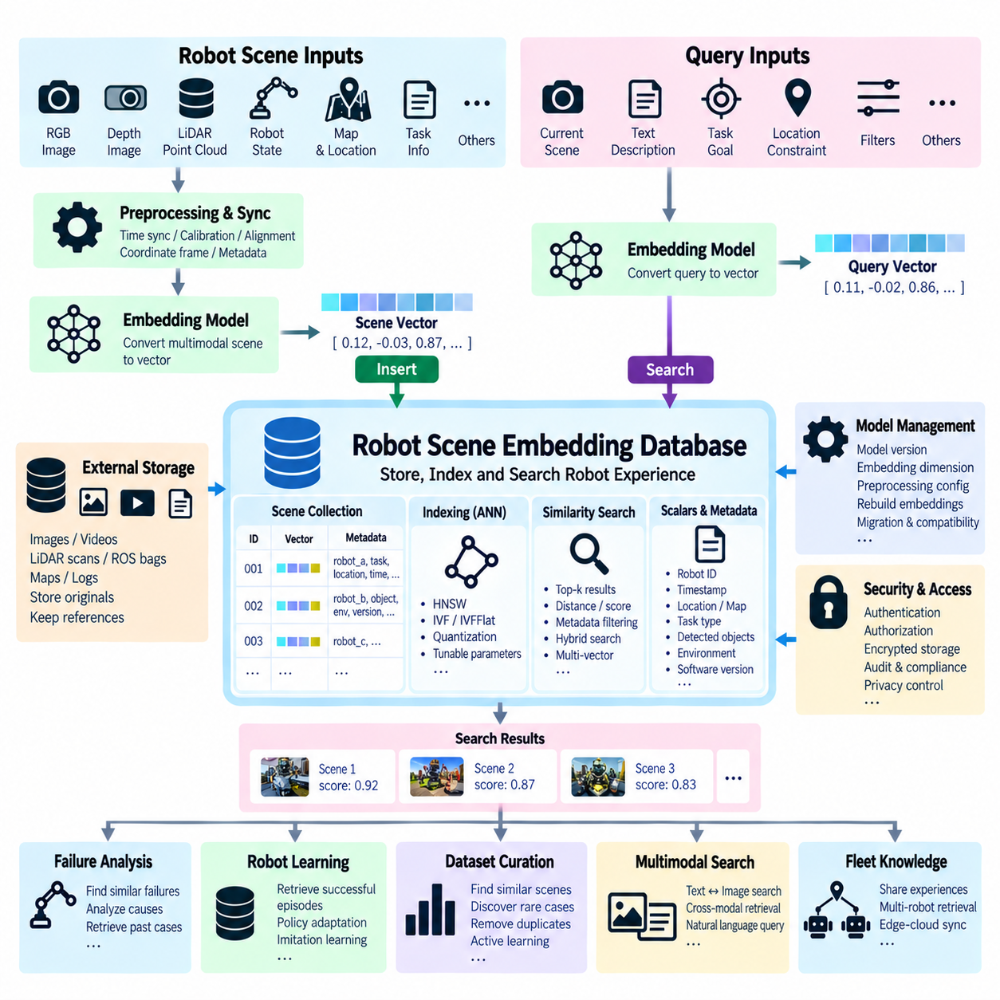 Robot Scene Inputs
RGB
Image
Depth
Image
LiDAR
Point Cloud
Robot
State
Map
& Location
Task
Info
...
Others
Query Inputs
Current
Scene
Text
Description
Task
Goal
Location
Constraint
Filters
...
Others
Preprocessing & Sync
Time sync / Calibration / Alignment
Coordinate frame / Metadata
Embedding Model
Convert multimodal scene
to vector
Scene Vector
[ 0.12, -0.03, 0.87, ... ]
Insert
Embedding Model
Convert query to vector
Query Vector
[ 0.11, -0.02, 0.86, ... ]
Search
External Storage
Images / Videos
LiDAR scans / ROS bags
Maps / Logs
Store originals
Keep references
Robot Scene Embedding Database
Store, Index and Search Robot Experience
Scene Collection
ID Vector Metadata
001 robot_a, task,
location, time, ...
002 robot_b, object,
env, version, ...
003 robot_c, ...
... ... ...
Indexing (ANN)
• HNSW
• IVF / IVFFlat
• Quantization
• Tunable parameters
...
Similarity Search
• Top-k results
• Distance / score
• Metadata filtering
• Hybrid search
• Multi-vector
...
Scalars & Metadata
• Robot ID
• Timestamp
• Location / Map
• Task type
• Detected objects
• Environment
• Software version
...
Model Management
Model version
Embedding dimension
Preprocessing config
Rebuild embeddings
Migration & compatibility
...
Security & Access
Authentication
Authorization
Encrypted storage
Audit & compliance
Privacy control
...
Search Results
Scene 1
score: 0.92
Scene 2
score: 0.87
Scene 3
score: 0.83
...
Failure Analysis
Find similar failures
Analyze causes
Retrieve past cases
...
Robot Learning
Retrieve successful
episodes
Policy adaptation
Imitation learning
...
Dataset Curation
Find similar scenes
Discover rare cases
Remove duplicates
Active learning
...
Multimodal Search
Text ↔ Image search
Cross-modal retrieval
Natural language query
...
Fleet Knowledge
Share experiences
Multi-robot retrieval
Edge-cloud sync
...